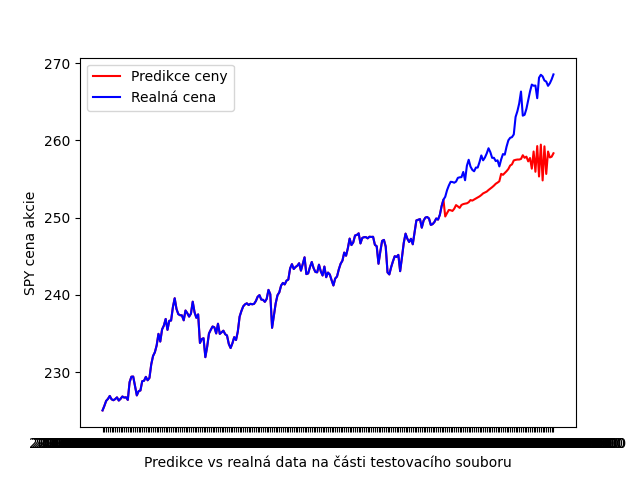 270
260
250
240
230
SPY cena akcie
Predikce ceny
Realná cena
Predikce vs realná data na části testovacího souboru